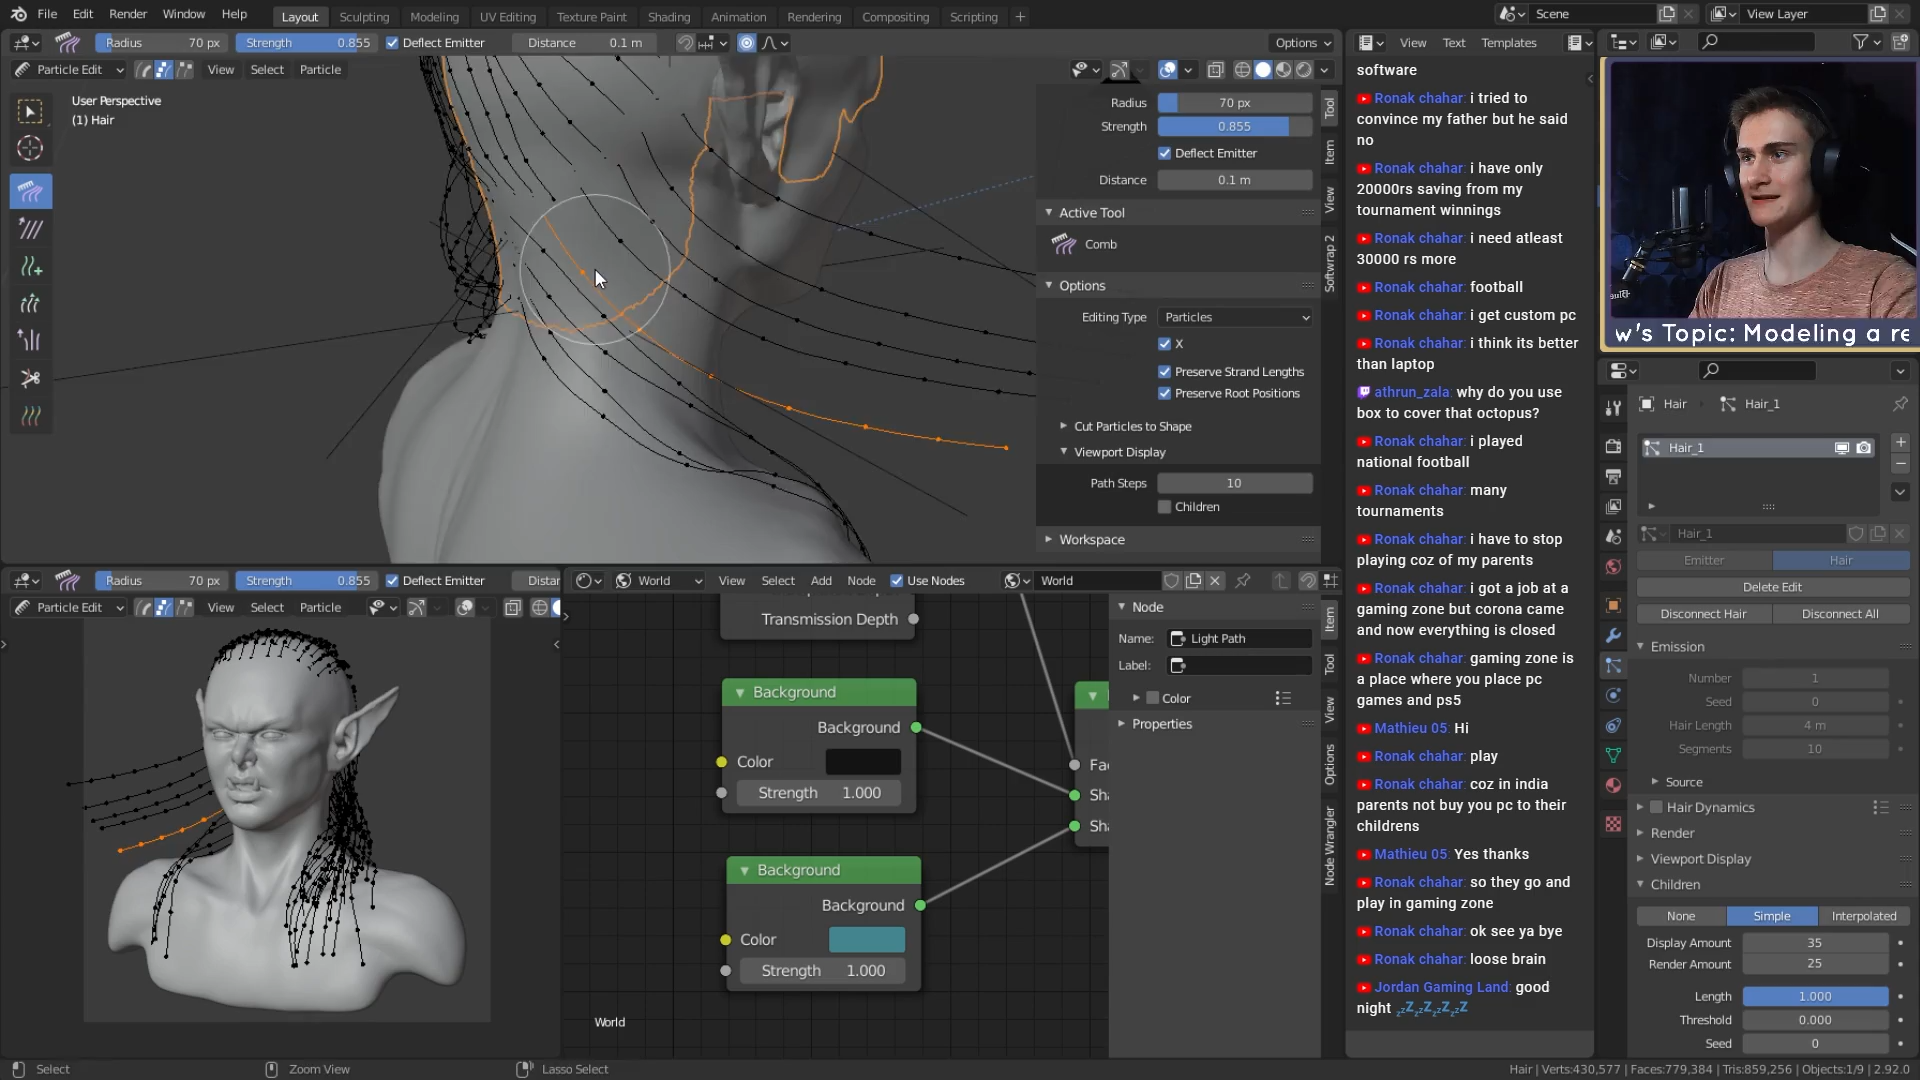 File Edit Render Window Help Layout Sculpting Modeling UV Editing Texture Paint Shading Animation Rendering Compositing Scripting + Scene View Layer
Radius 70 px Strength 0.855 Deflect Emitter Distance 0.1 m Options View Text Templates
Particle Edit View Select Particle
User Perspective
(1) Hair
Radius 70 px
Strength 0.855
Deflect Emitter
Distance 0.1 m
Active Tool
Comb
Options
Editing Type Particles
X
Preserve Strand Lengths
Preserve Root Positions
Cut Particles to Shape
Viewport Display
Path Steps 10
Children
Workspace
Tool
Item
View
Softwrap 2
software
Ronak chahar: i tried to
convince my father but he said
no
Ronak chahar: i have only
20000rs saving from my
tournament winnings
Ronak chahar: i need atleast
30000 rs more
Ronak chahar: football
Ronak chahar: i get custom pc
Ronak chahar: i think its better
than laptop
athrun_zala: why do you use
box to cover that octopus?
Ronak chahar: i played
national football
Ronak chahar: many
tournaments
Ronak chahar: i have to stop
playing coz of my parents
Ronak chahar: i got a job at a
gaming zone but corona came
and now everything is closed
Ronak chahar: gaming zone is
a place where you place pc
games and ps5
Mathieu 05: Hi
Ronak chahar: play
Ronak chahar: coz in india
parents not buy you pc to their
childrens
Mathieu 05: Yes thanks
Ronak chahar: so they go and
play in gaming zone
Ronak chahar: ok see ya bye
Ronak chahar: loose brain
Jordan Gaming Land: good
night zZzZzZzZ
w's Topic: Modeling a re
Hair Hair_1
Hair_1
Hair_1
Emitter Hair
Delete Edit
Disconnect Hair Disconnect All
Emission
Number 1
Seed 0
Hair Length 4 m
Segments 10
Source
Hair Dynamics
Render
Viewport Display
Children
None Simple Interpolated
Display Amount 35
Render Amount 25
Length 1.000
Threshold 0.000
Seed 0
Radius 70 px Strength 0.855 Deflect Emitter Distar
Particle Edit View Select Particle
World View Select Add Node Use Nodes World
Transmission Depth
Background
Background
Color
Strength 1.000
Background
Background
Color
Strength 1.000
Fac
Sha
Sha
World
Node
Name: Light Path
Label:
Color
Properties
Item
Tool
View
Options
Node Wrangler
Select Zoom View Lasso Select Hair | Verts:430,577 | Faces:779,384 | Tris:859,256 | Objects:1/9 | 2.92.0